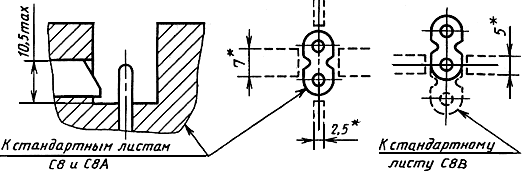 10,5max
7*
5*
2,5*
К стандартным листам
С8 и С8А
К стандартному
листу С8В